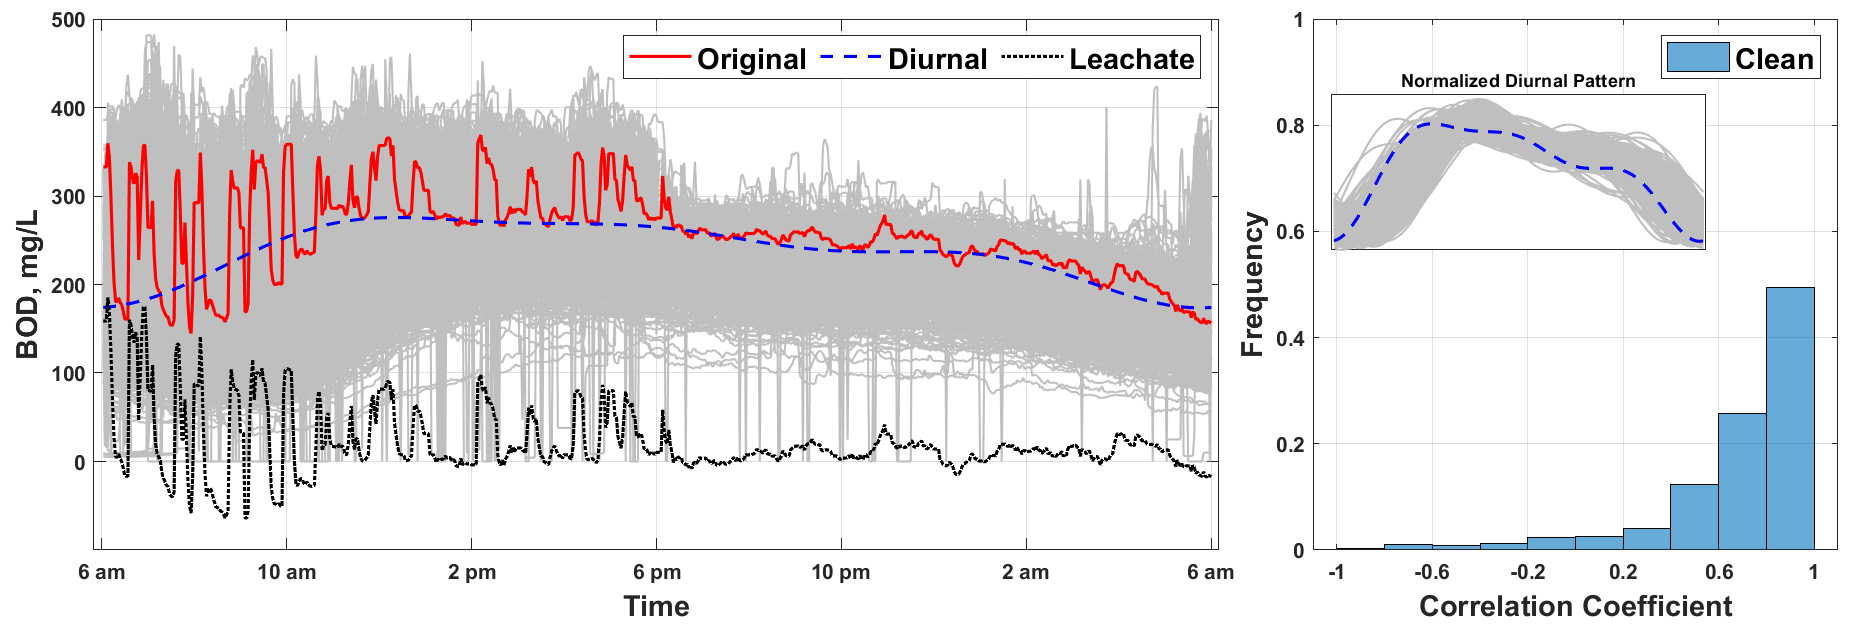 500
400
300
200
100
0
BOD, mg/L
Original Diurnal Leachate
6 am 10 am 2 pm 6 pm 10 pm 2 am 6 am
Time
1
0.8
0.6
0.4
0.2
0
Frequency
Clean
Normalized Diurnal Pattern
-1 -0.6 -0.2 0.2 0.6 1
Correlation Coefficient